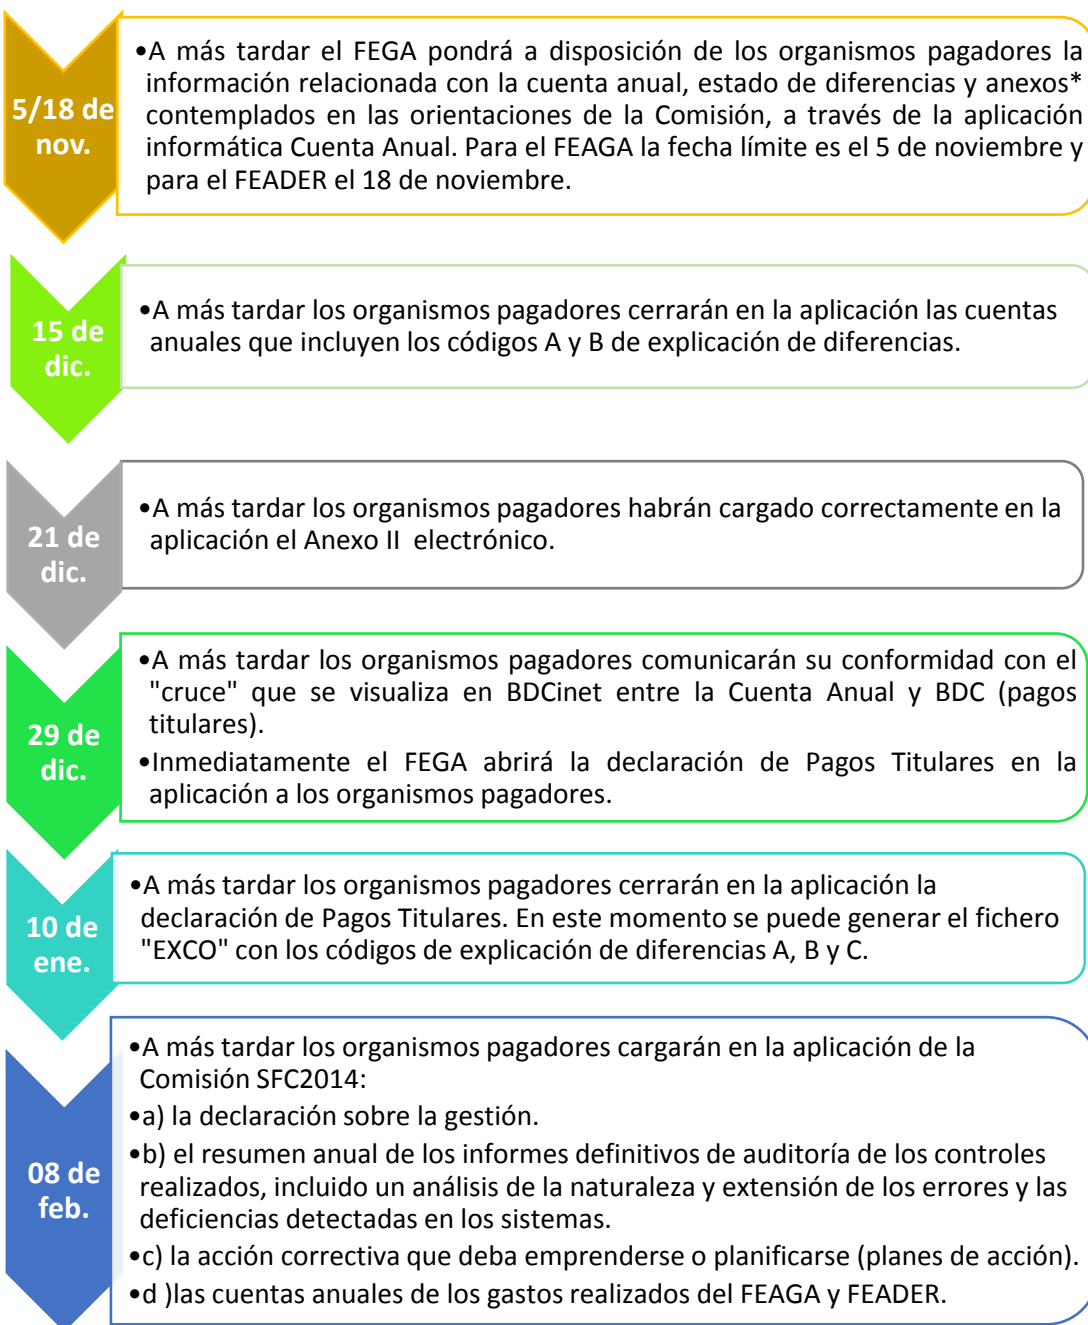 5/18 de
nov.
•A más tardar el FEGA pondrá a disposición de los organismos pagadores la
información relacionada con la cuenta anual, estado de diferencias y anexos*
contemplados en las orientaciones de la Comisión, a través de la aplicación
informática Cuenta Anual. Para el FEAGA la fecha límite es el 5 de noviembre y
para el FEADER el 18 de noviembre.
15 de
dic.
•A más tardar los organismos pagadores cerrarán en la aplicación las cuentas
anuales que incluyen los códigos A y B de explicación de diferencias.
21 de
dic.
•A más tardar los organismos pagadores habrán cargado correctamente en la
aplicación el Anexo II electrónico.
29 de
dic.
•A más tardar los organismos pagadores comunicarán su conformidad con el
"cruce" que se visualiza en BDCinet entre la Cuenta Anual y BDC (pagos
titulares).
•Inmediatamente el FEGA abrirá la declaración de Pagos Titulares en la
aplicación a los organismos pagadores.
10 de
ene.
•A más tardar los organismos pagadores cerrarán en la aplicación la
declaración de Pagos Titulares. En este momento se puede generar el fichero
"EXCO" con los códigos de explicación de diferencias A, B y C.
08 de
feb.
•A más tardar los organismos pagadores cargarán en la aplicación de la
Comisión SFC2014:
•a) la declaración sobre la gestión.
•b) el resumen anual de los informes definitivos de auditoría de los controles
realizados, incluido un análisis de la naturaleza y extensión de los errores y las
deficiencias detectadas en los sistemas.
•c) la acción correctiva que deba emprenderse o planificarse (planes de acción).
•d )las cuentas anuales de los gastos realizados del FEAGA y FEADER.